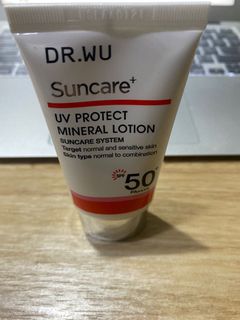 DR.WU
Suncare+
UV PROTECT
MINERAL LOTION
SUNCARE SYSTEM
Target normal and sensitive skin
Skin type normal to combination
SPF 50+